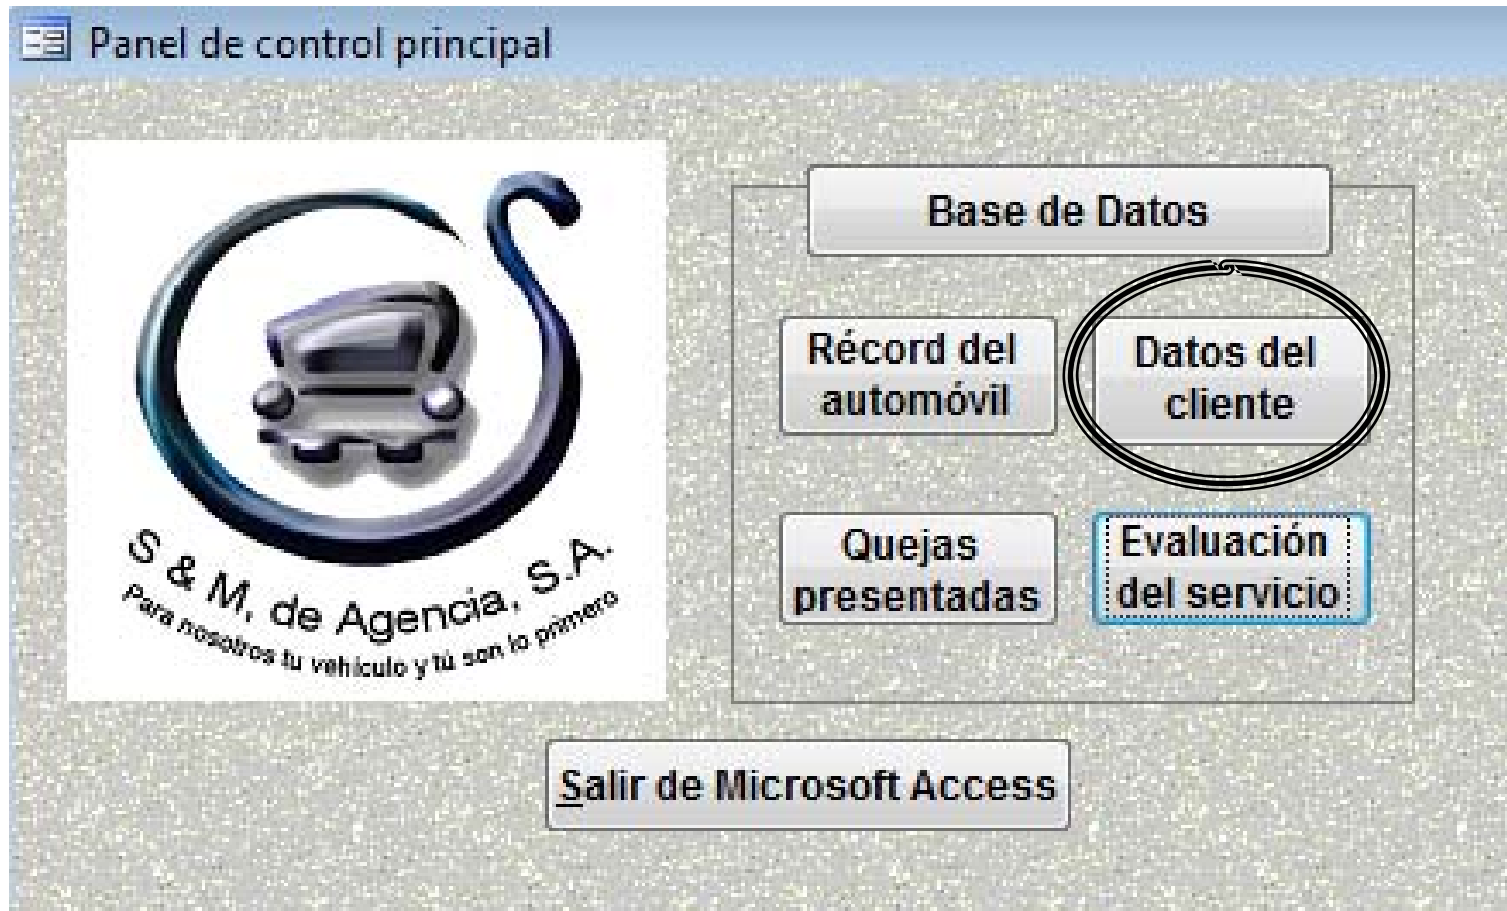 Panel de control principal
Base de Datos
Récord del
automóvil
Datos del
cliente
Quejas
presentadas
Evaluación
del servicio
S & M, de Agencia, S.A.
Para nosotros tu vehículo y tú son lo primero
Salir de Microsoft Access